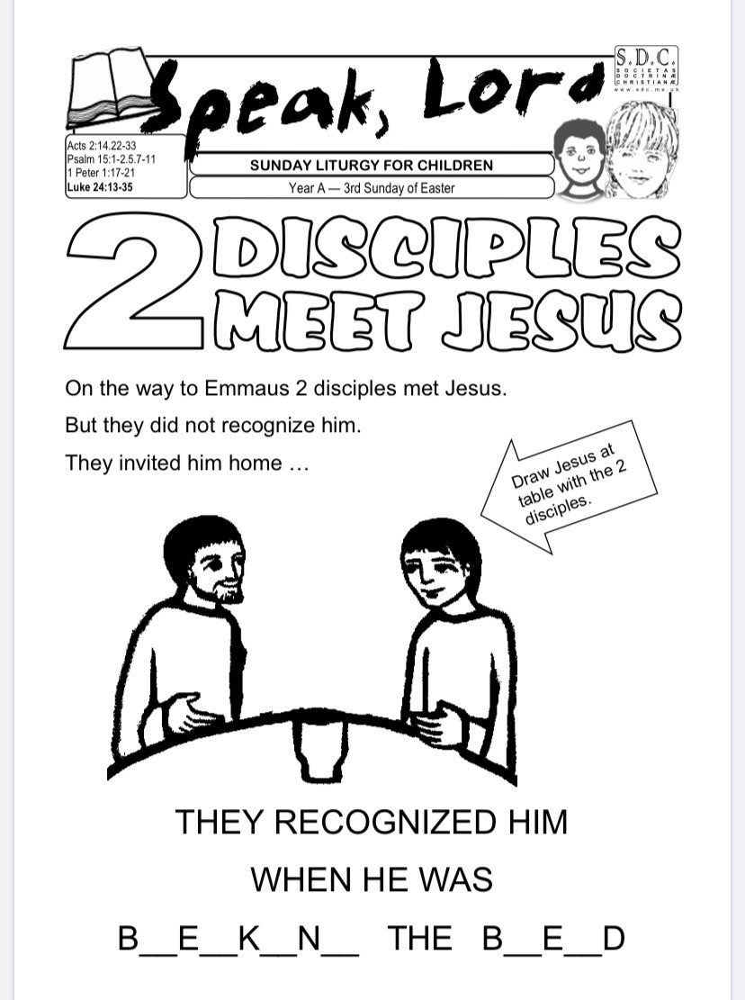 Speak, Lord
S.D.C.
SOCIETAS
DOCTRINÆ
CHRISTIANÆ
www.sdc.me.uk
Acts 2:14.22-33
Psalm 15:1-2.5.7-11
1 Peter 1:17-21
Luke 24:13-35
SUNDAY LITURGY FOR CHILDREN
Year A — 3rd Sunday of Easter
2 DISCIPLES
MEET JESUS
On the way to Emmaus 2 disciples met Jesus.
But they did not recognize him.
They invited him home …
Draw Jesus at
table with the 2
disciples.
THEY RECOGNIZED HIM
WHEN HE WAS
B__E__K__N__ THE B__E__D